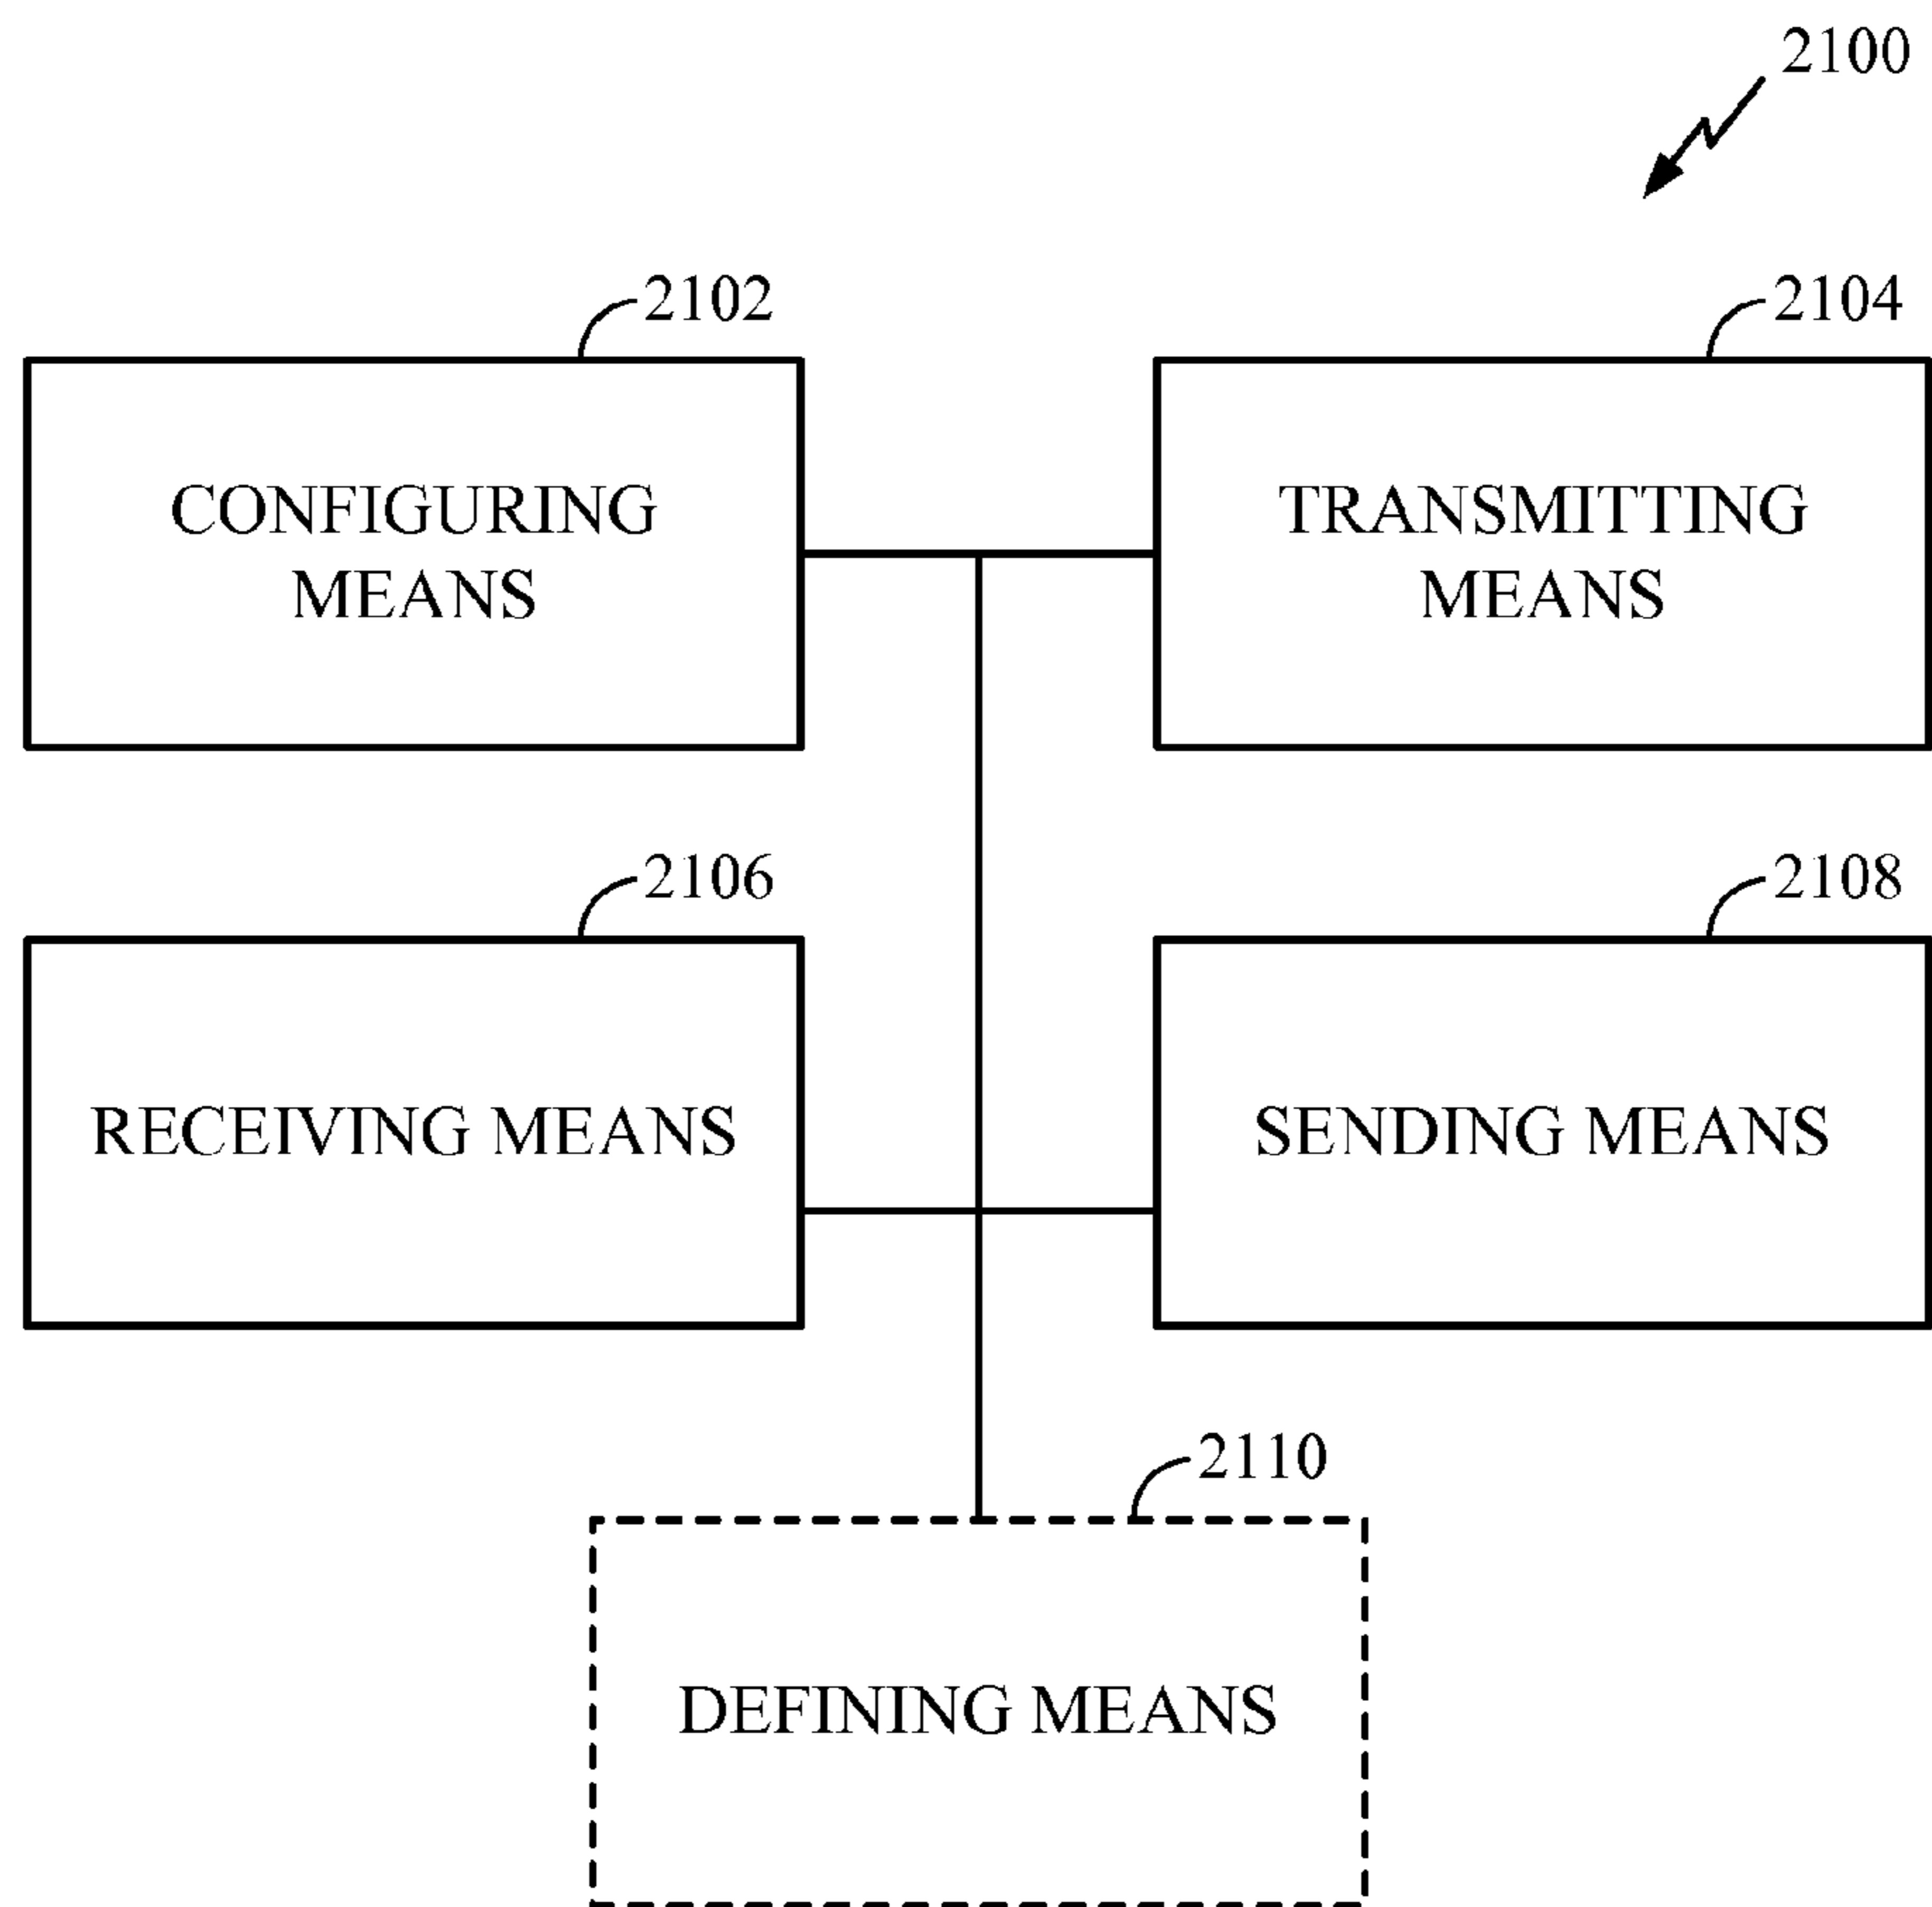 2100
2102
2104
CONFIGURING
MEANS
TRANSMITTING
MEANS
2106
2108
RECEIVING MEANS
SENDING MEANS
2110
DEFINING MEANS